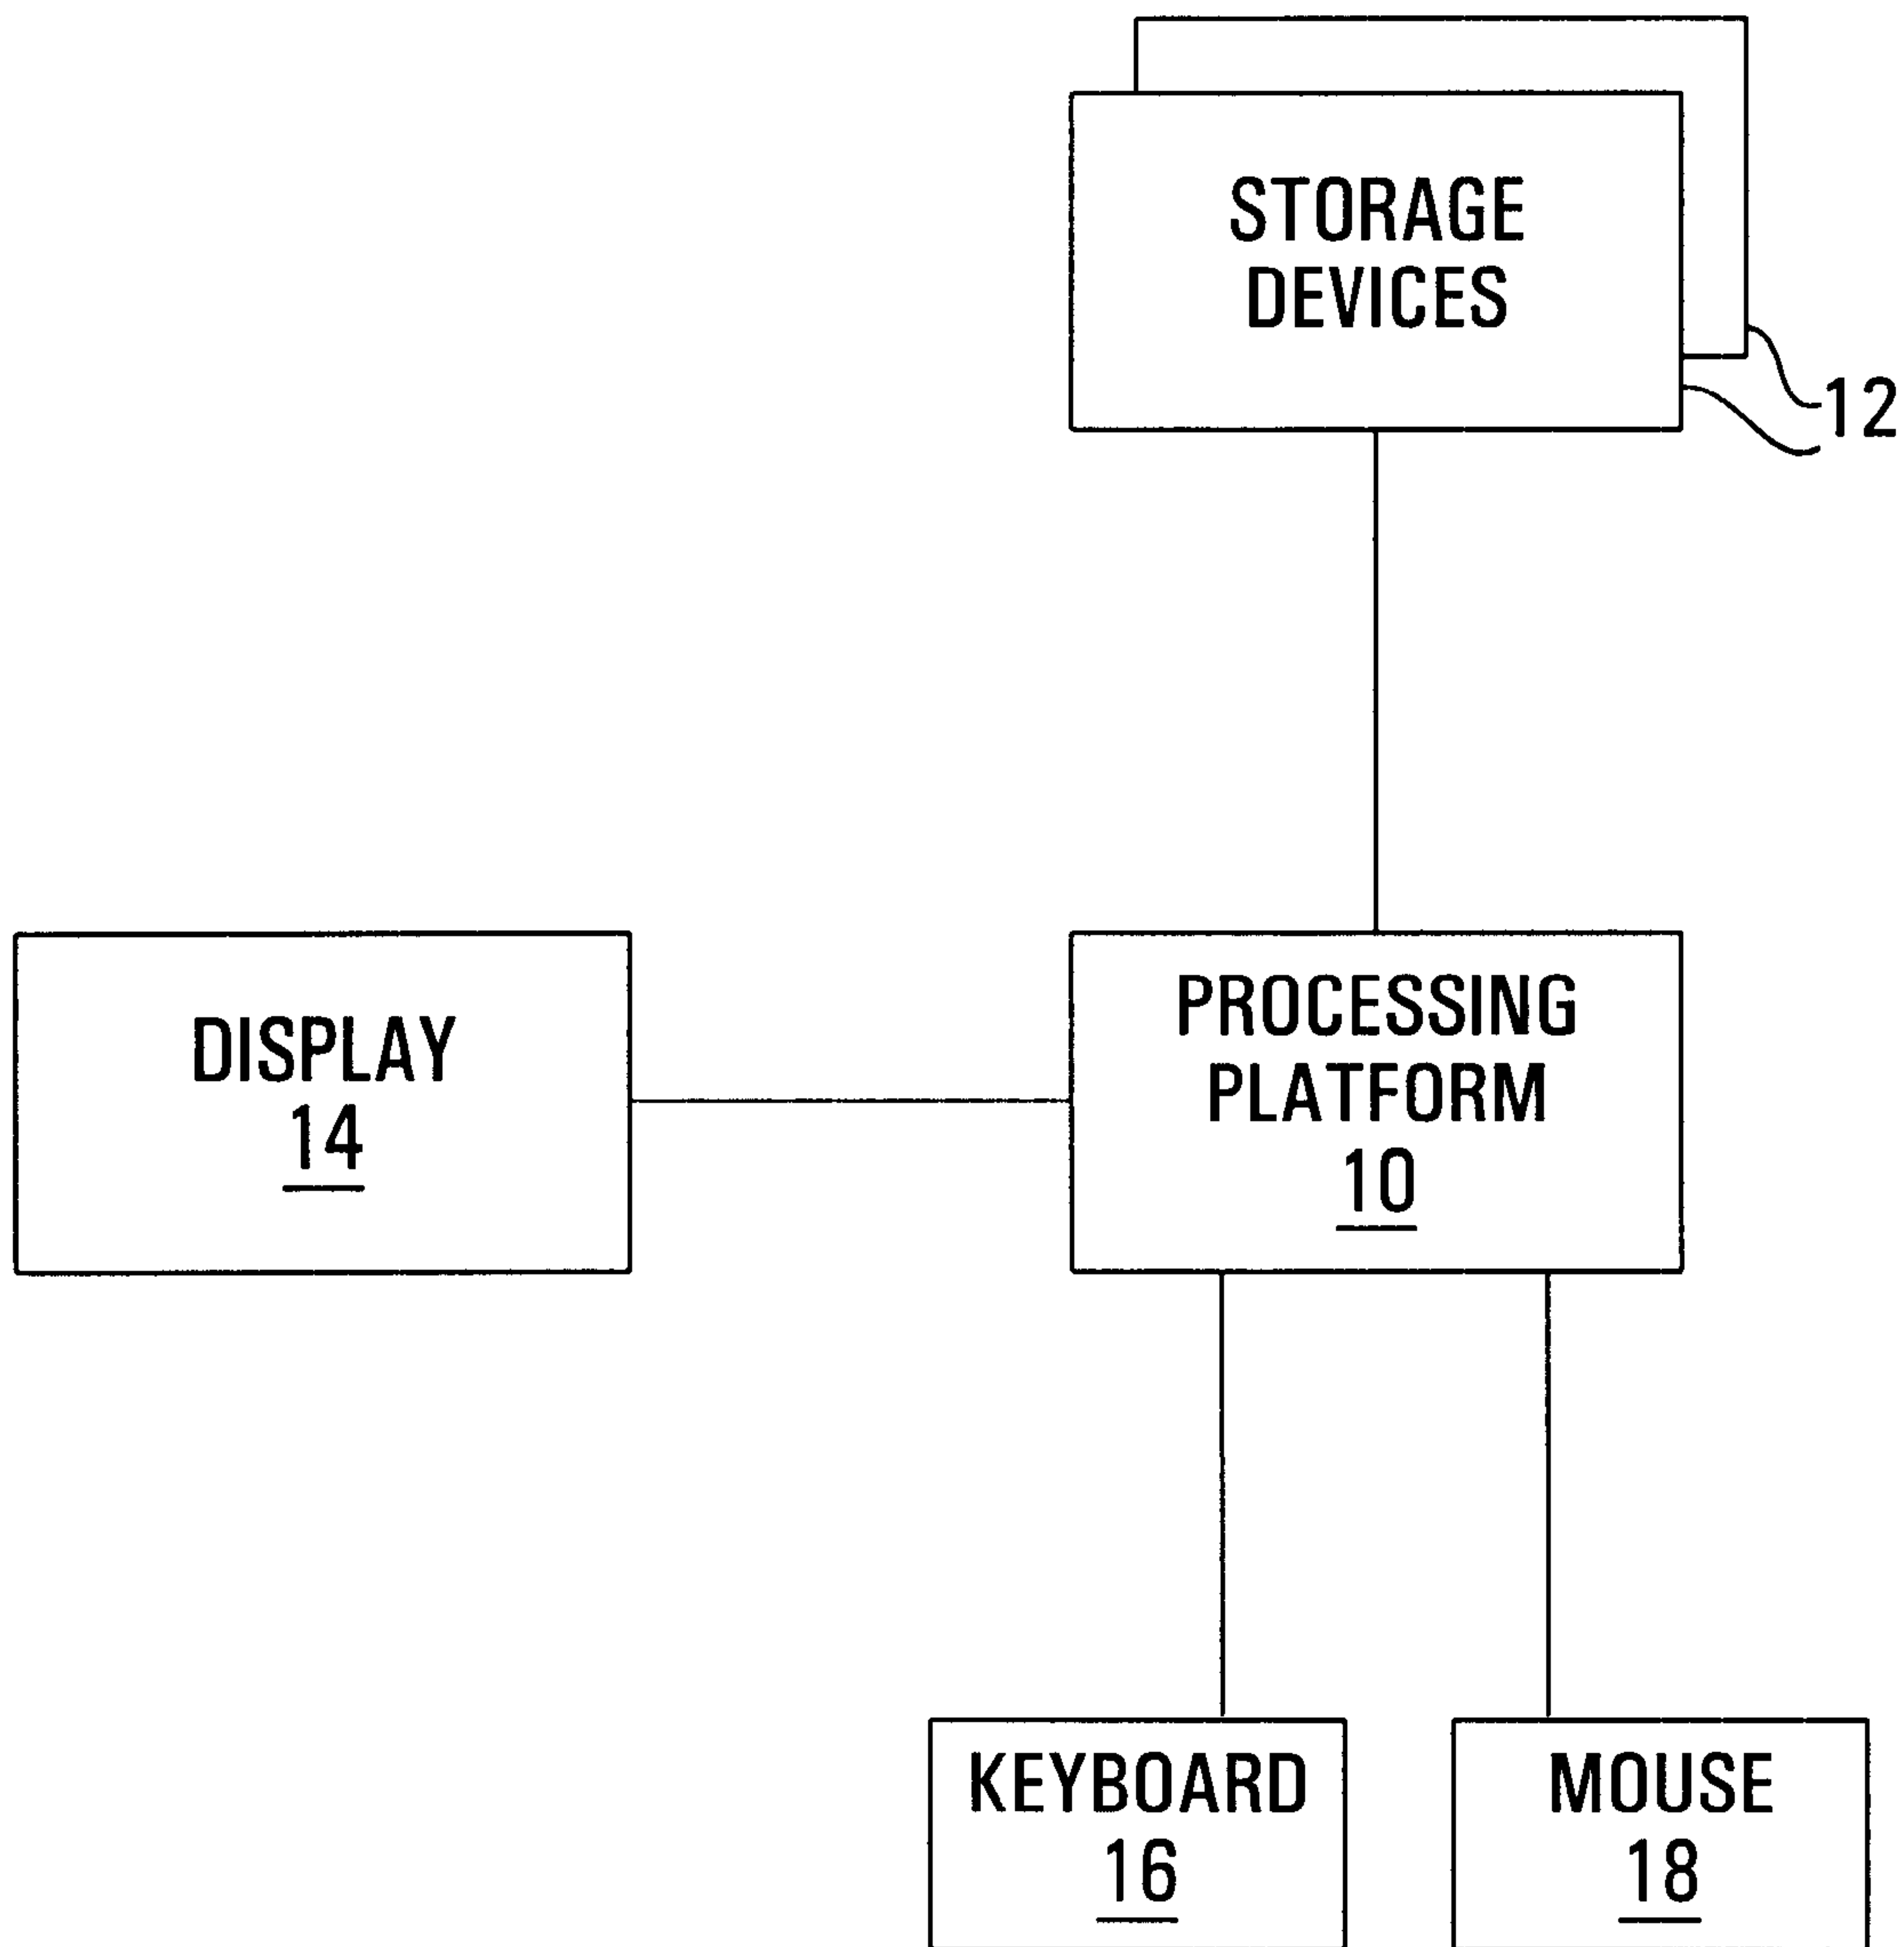 STORAGE
DEVICES
12
DISPLAY
14
PROCESSING
PLATFORM
10
KEYBOARD
16
MOUSE
18